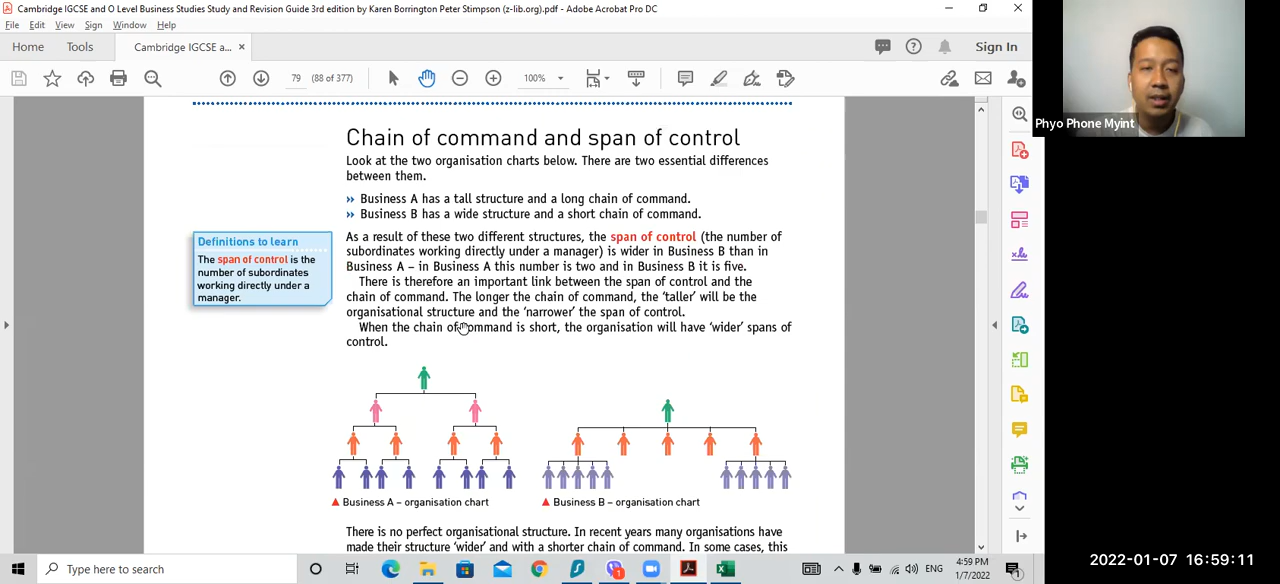 Cambridge IGCSE and O Level Business Studies Study and Revision Guide 3rd edition by Karen Borrington Peter Stimpson (z-lib.org).pdf - Adobe Acrobat Pro DC
File Edit View Sign Window Help
Home Tools Cambridge IGCSE a... × Sign In
79 (88 of 377) 100%
Phyo Phone Myint
Chain of command and span of control
Look at the two organisation charts below. There are two essential differences
between them.
» Business A has a tall structure and a long chain of command.
» Business B has a wide structure and a short chain of command.
Definitions to learn
The span of control is the
number of subordinates
working directly under a
manager.
As a result of these two different structures, the span of control (the number of
subordinates working directly under a manager) is wider in Business B than in
Business A – in Business A this number is two and in Business B it is five.
There is therefore an important link between the span of control and the
chain of command. The longer the chain of command, the 'taller' will be the
organisational structure and the 'narrower' the span of control.
When the chain of command is short, the organisation will have 'wider' spans of
control.
▲ Business A – organisation chart
▲ Business B – organisation chart
There is no perfect organisational structure. In recent years many organisations have
made their structure 'wider' and with a shorter chain of command. In some cases, this
Type here to search
ENG
4:59 PM
1/7/2022
2022-01-07 16:59:11